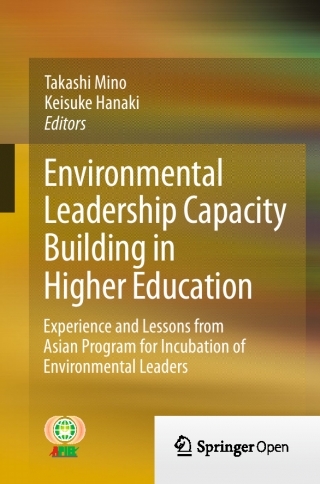 Takashi Mino
Keisuke Hanaki
Editors
Environmental
Leadership Capacity
Building in
Higher Education
Experience and Lessons from
Asian Program for Incubation of
Environmental Leaders
Springer Open